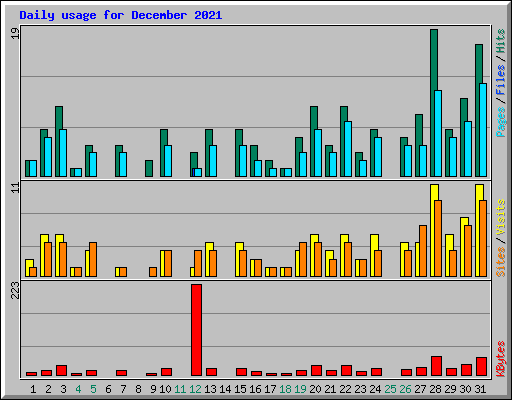 Daily usage for December 2021
19
Pages / Files / Hits
11
Sites / Visits
223
KBytes
1 2 3 4 5 6 7 8 9 10 11 12 13 14 15 16 17 18 19 20 21 22 23 24 25 26 27 28 29 30 31